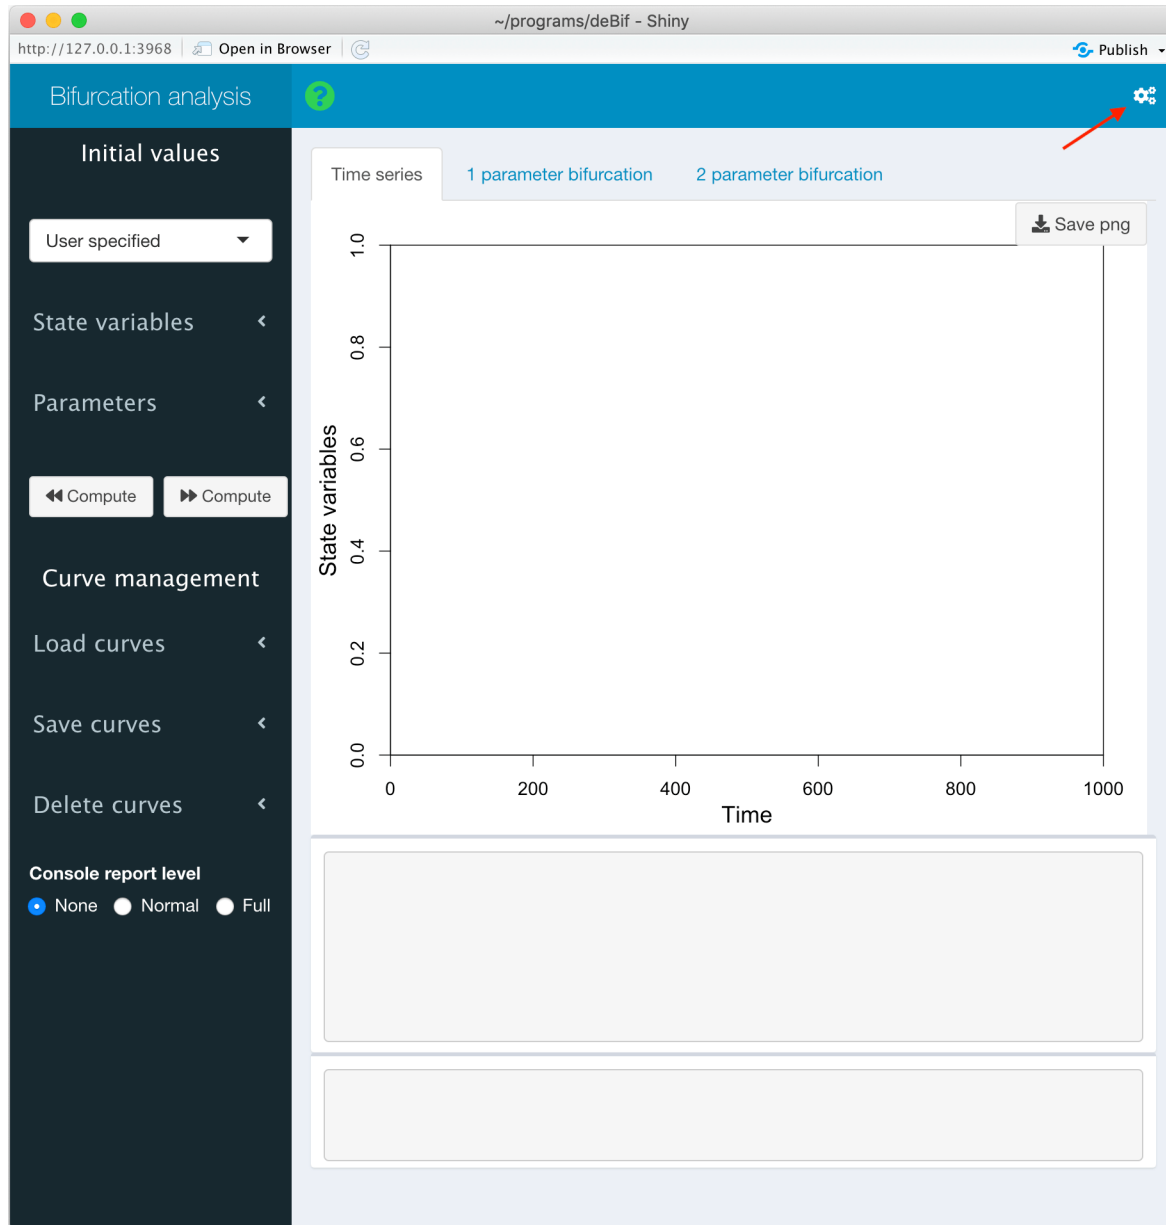 ~/programs/deBif - Shiny
http://127.0.0.1:3968 Open in Browser Publish
Bifurcation analysis ?
Initial values
User specified
State variables
Parameters
Compute Compute
Curve management
Load curves
Save curves
Delete curves
Console report level
None Normal Full
Time series 1 parameter bifurcation 2 parameter bifurcation
Save png
State variables
1.0
0.8
0.6
0.4
0.2
0.0
0 200 400 600 800 1000
Time